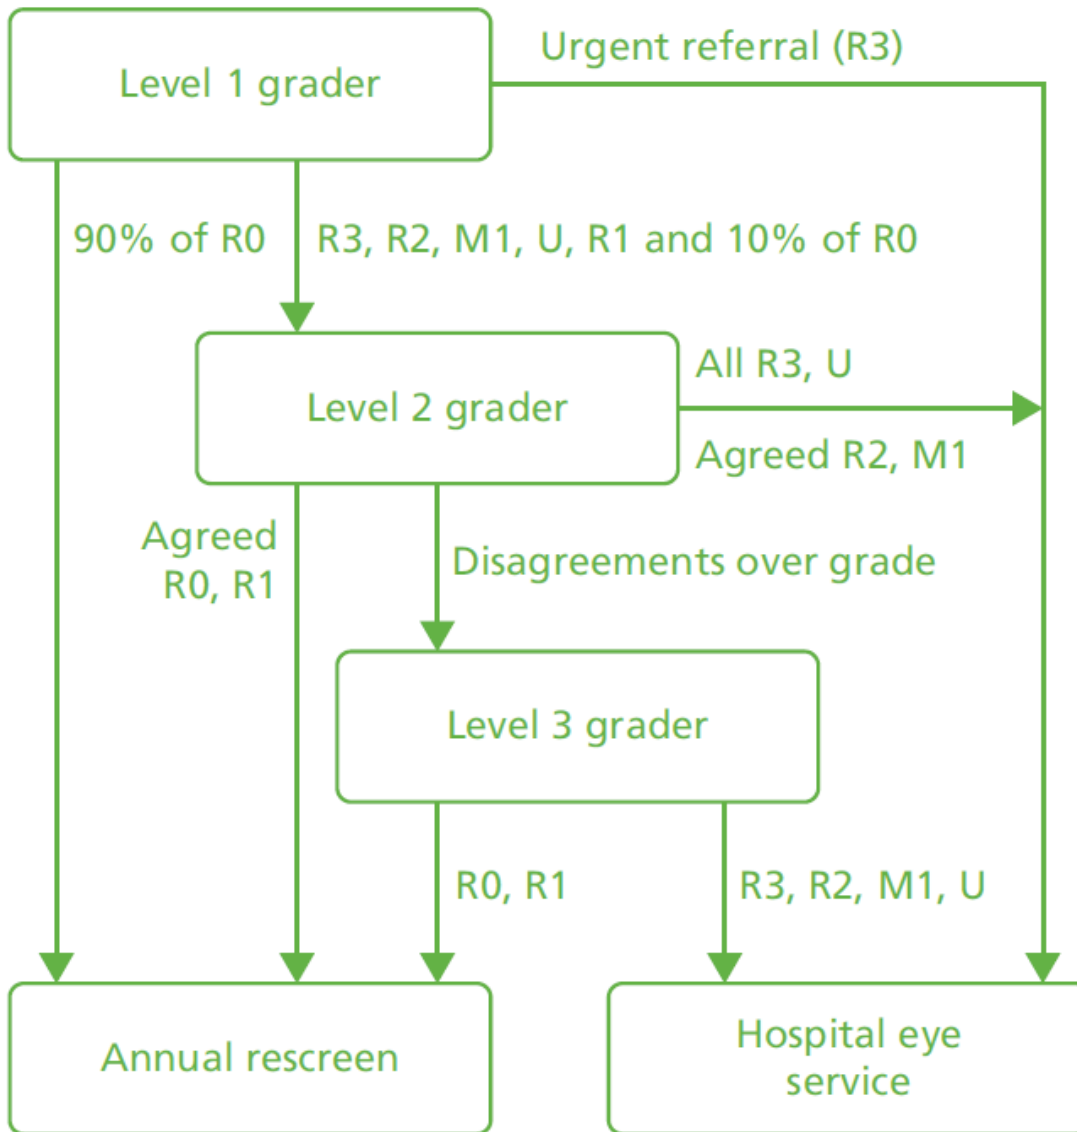 Urgent referral (R3)
Level 1 grader
90% of R0
R3, R2, M1, U, R1 and 10% of R0
All R3, U
Level 2 grader
Agreed R2, M1
Agreed
R0, R1
Disagreements over grade
Level 3 grader
R0, R1
R3, R2, M1, U
Annual rescreen
Hospital eye
service